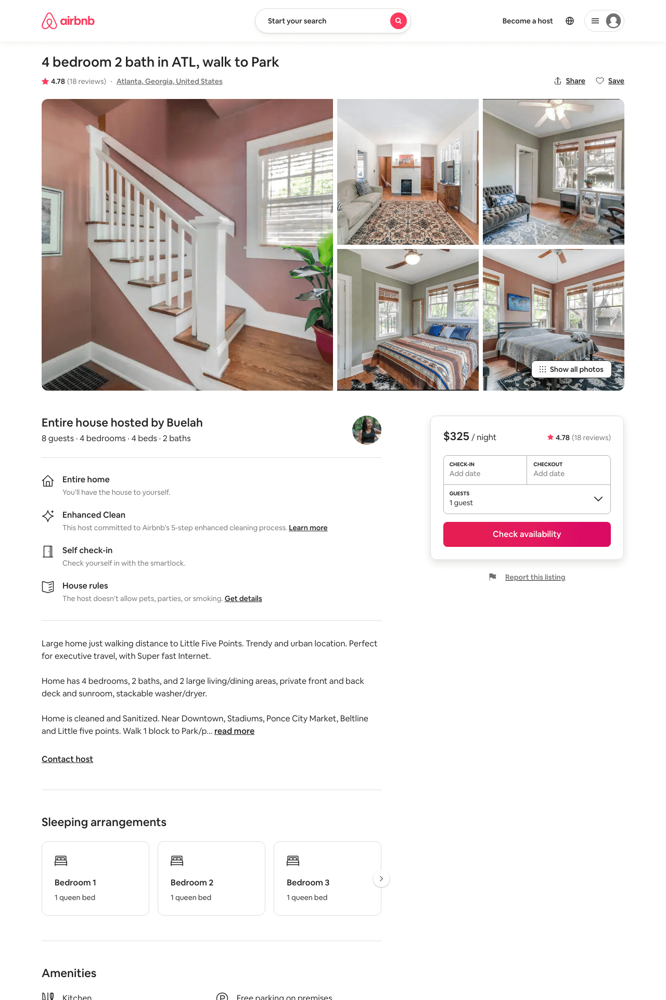 airbnb
Start your search
Become a host
4 bedroom 2 bath in ATL, walk to Park
4.78 (18 reviews) · Atlanta, Georgia, United States
Share
Save
Show all photos
Entire house hosted by Buelah
8 guests · 4 bedrooms · 4 beds · 2 baths
$325 / night
4.78 (18 reviews)
CHECK-IN
Add date
CHECKOUT
Add date
GUESTS
1 guest
Check availability
Report this listing
Entire home
You’ll have the house to yourself.
Enhanced Clean
This host committed to Airbnb's 5-step enhanced cleaning process. Learn more
Self check-in
Check yourself in with the smartlock.
House rules
The host doesn’t allow pets, parties, or smoking. Get details
Large home just walking distance to Little Five Points. Trendy and urban location. Perfect
for executive travel, with Super fast Internet.
Home has 4 bedrooms, 2 baths, and 2 large living/dining areas, private front and back
deck and sunroom, stackable washer/dryer.
Home is cleaned and Sanitized. Near Downtown, Stadiums, Ponce City Market, Beltline
and Little five points. Walk 1 block to Park/p... read more
Contact host
Sleeping arrangements
Bedroom 1
1 queen bed
Bedroom 2
1 queen bed
Bedroom 3
1 queen bed
Amenities
Kitchen
Free parking on premises